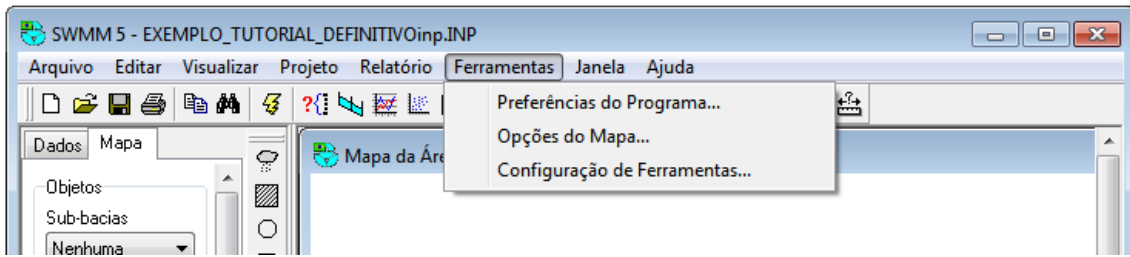 SWMM 5 - EXEMPLO_TUTORIAL_DEFINITIVOinp.INP
Arquivo Editar Visualizar Projeto Relatório Ferramentas Janela Ajuda
Preferências do Programa...
Opções do Mapa...
Configuração de Ferramentas...
Dados Mapa
Mapa da Áre
Objetos
Sub-bacias
Nenhuma